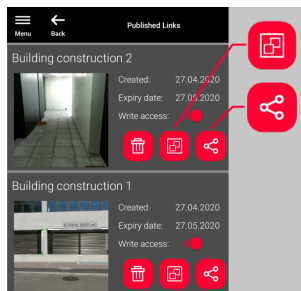 Menu
Back
Published Links
Building construction 2
Created: 27.04.2020
Expiry date: 27.05.2020
Write access:
Building construction 1
Created: 27.04.2020
Expiry date: 27.05.2020
Write access: